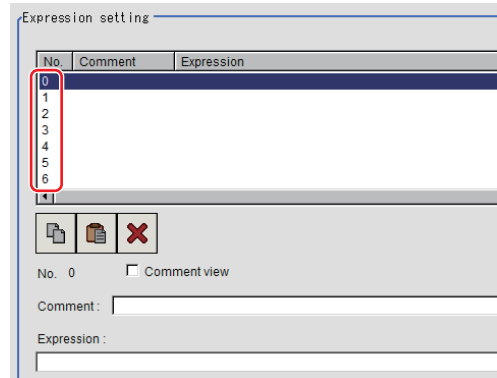 Expression setting
No. Comment Expression
0
1
2
3
4
5
6
No. 0 Comment view
Comment :
Expression :